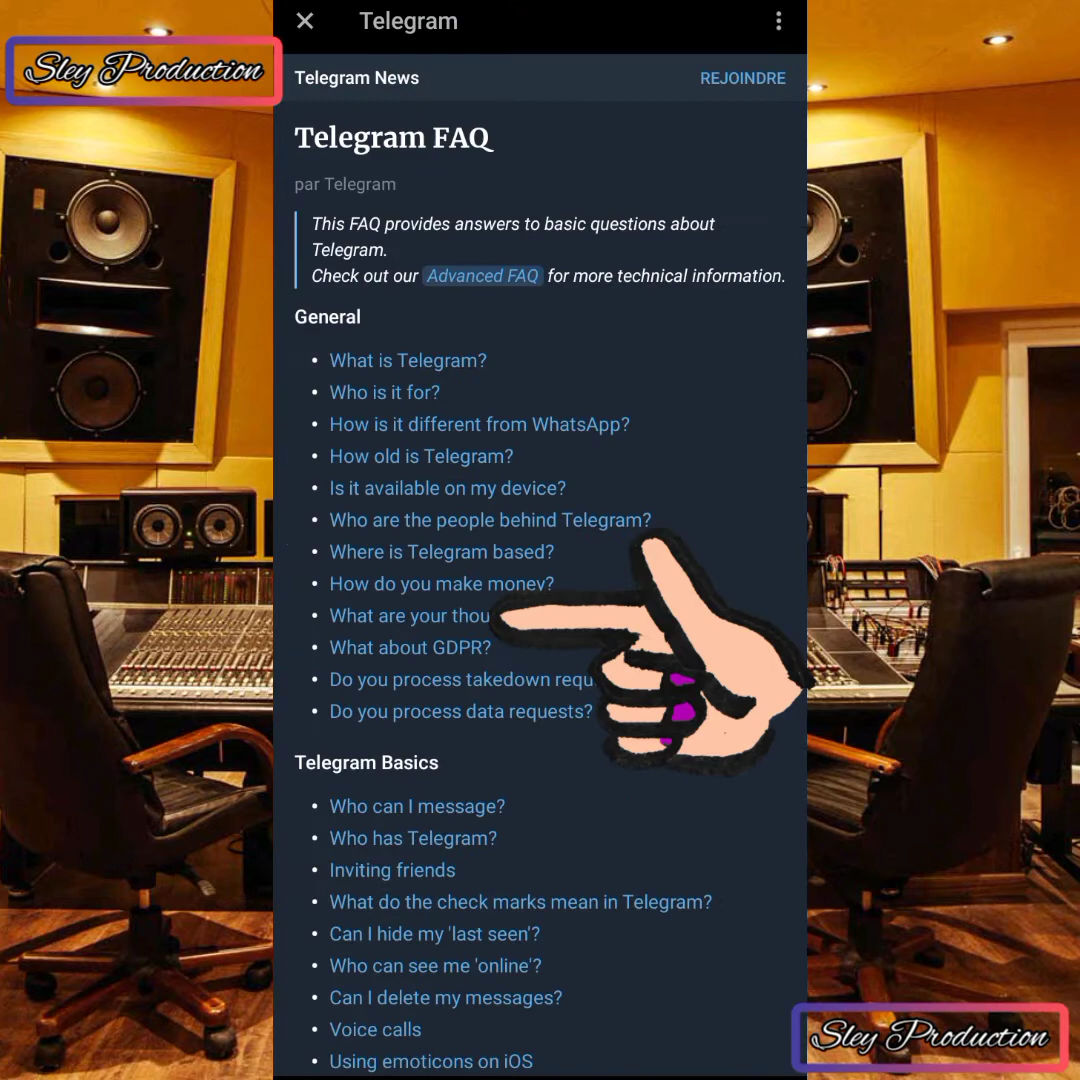 Telegram
Sley Production
Telegram News
REJOINDRE
Telegram FAQ
par Telegram
This FAQ provides answers to basic questions about
Telegram.
Check out our Advanced FAQ for more technical information.
General
• What is Telegram?
• Who is it for?
• How is it different from WhatsApp?
• How old is Telegram?
• Is it available on my device?
• Who are the people behind Telegram?
• Where is Telegram based?
• How do you make money?
• What are your
• What about GDPR?
• Do you process takedown
• Do you process data requests?
Telegram Basics
• Who can I message?
• Who has Telegram?
• Inviting friends
• What do the check marks mean in Telegram?
• Can I hide my 'last seen'?
• Who can see me 'online'?
• Can I delete my messages?
• Voice calls
• Using emoticons on iOS
Sley Production